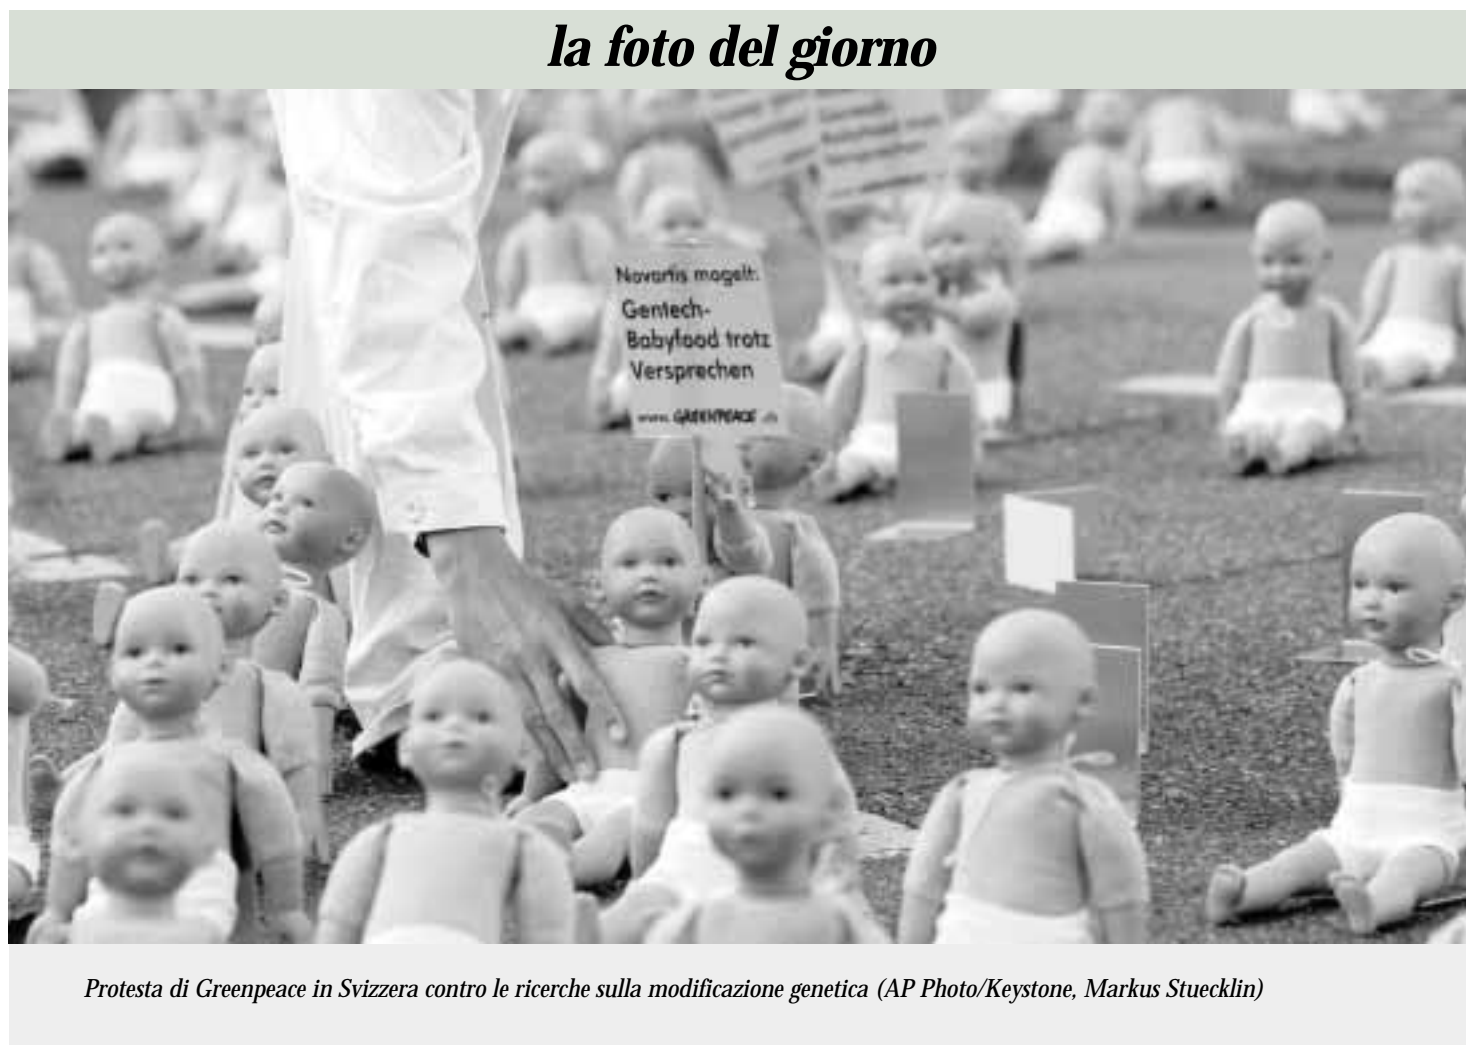 la foto del giorno
Novartis mogelt:
Gentech-
Babyfood trotz
Versprechen
www.GREENPEACE.ch
Protesta di Greenpeace in Svizzera contro le ricerche sulla modificazione genetica (AP Photo/Keystone, Markus Stuecklin)